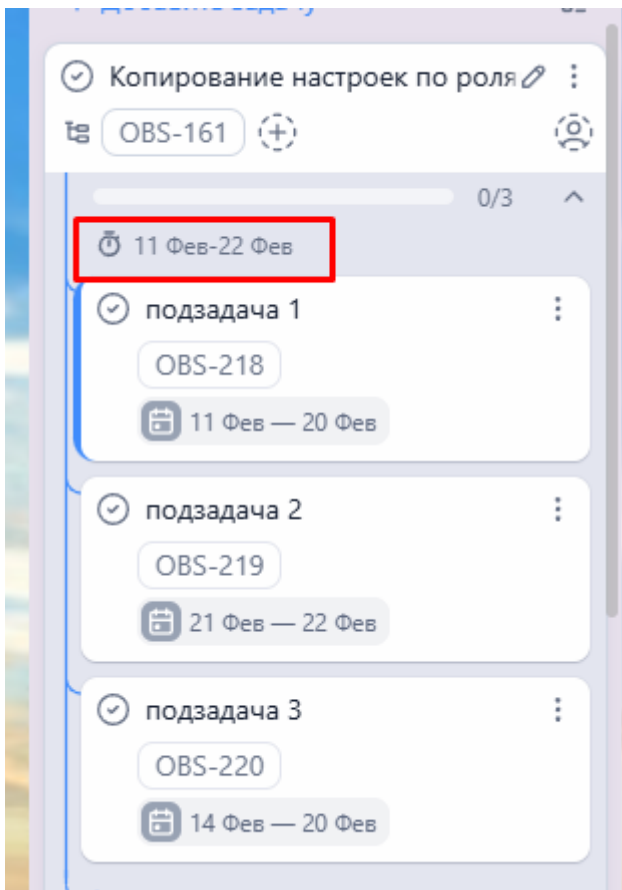 Копирование настроек по роля
OBS-161
0/3
11 Фев-22 Фев
подзадача 1
OBS-218
11 Фев — 20 Фев
подзадача 2
OBS-219
21 Фев — 22 Фев
подзадача 3
OBS-220
14 Фев — 20 Фев